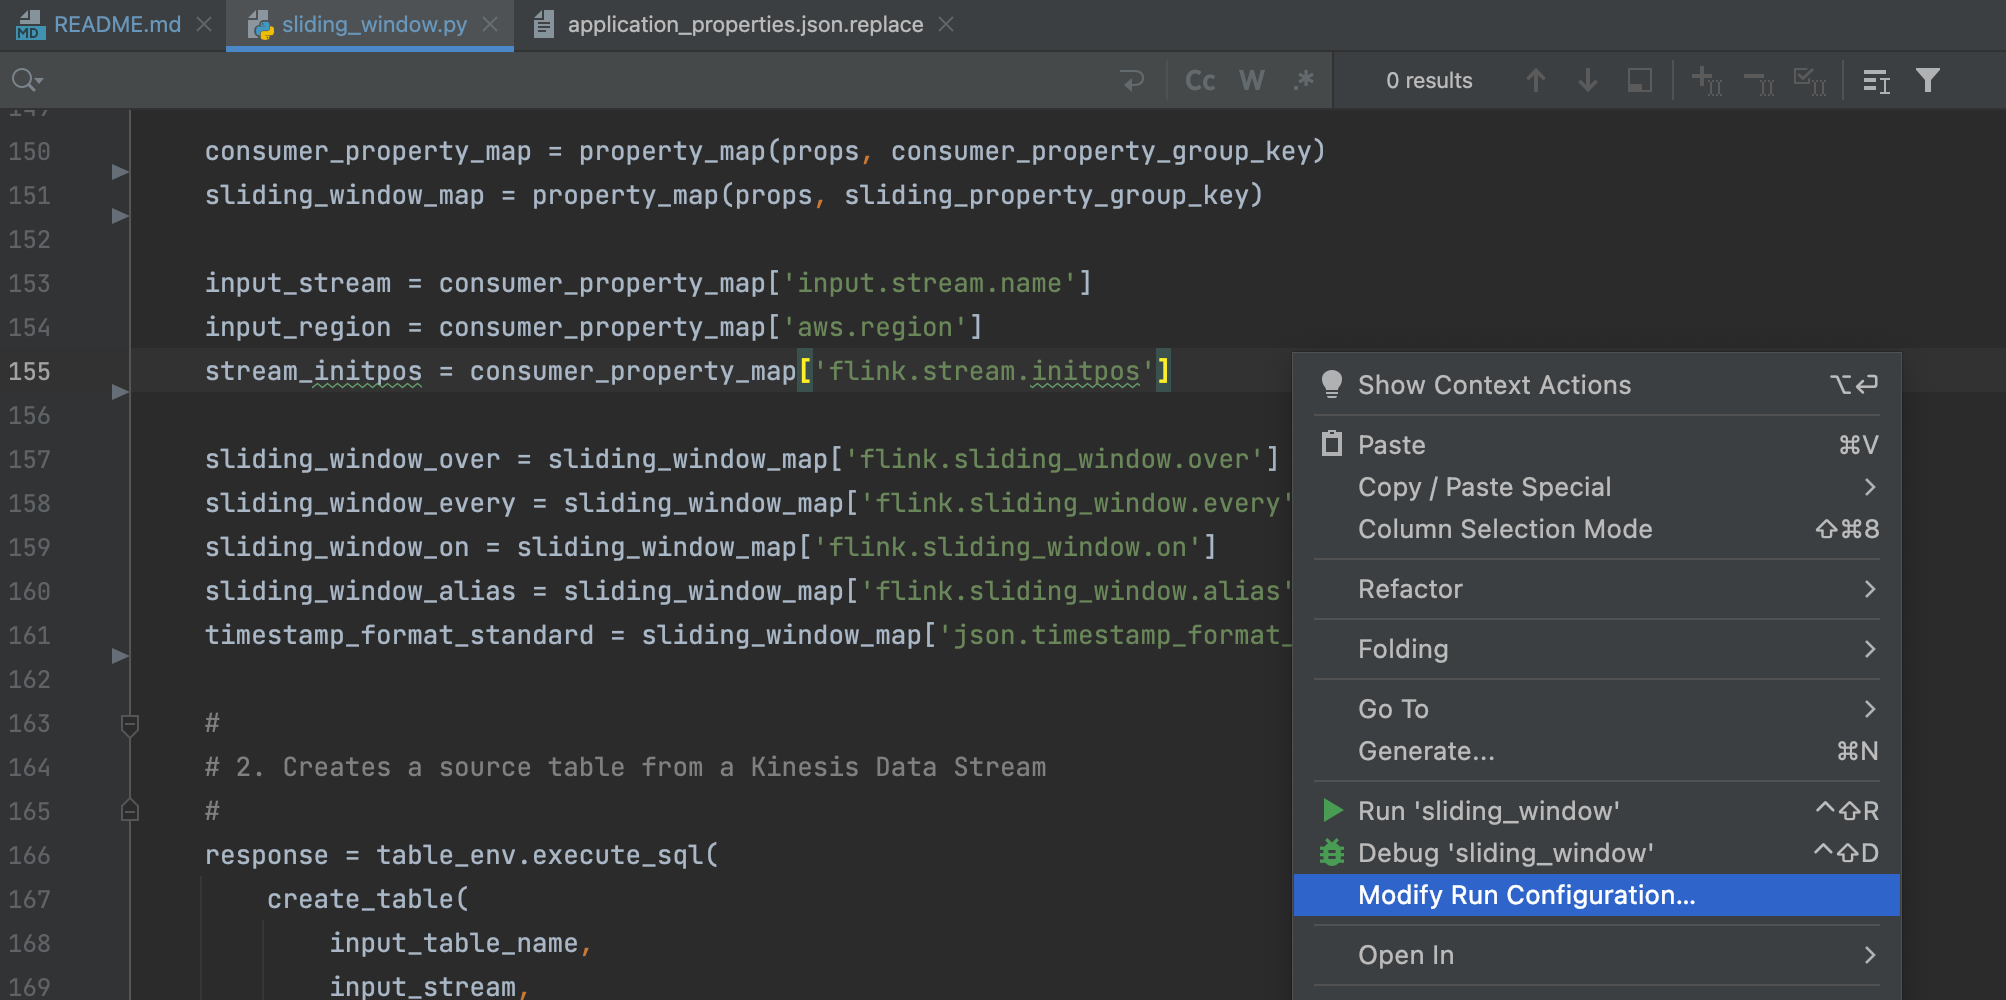 README.md
sliding_window.py
application_properties.json.replace
Cc W .*
0 results
149
150 consumer_property_map = property_map(props, consumer_property_group_key)
151 sliding_window_map = property_map(props, sliding_property_group_key)
152
153 input_stream = consumer_property_map['input.stream.name']
154 input_region = consumer_property_map['aws.region']
155 stream_initpos = consumer_property_map['flink.stream.initpos']
156
157 sliding_window_over = sliding_window_map['flink.sliding_window.over']
158 sliding_window_every = sliding_window_map['flink.sliding_window.every'
159 sliding_window_on = sliding_window_map['flink.sliding_window.on']
160 sliding_window_alias = sliding_window_map['flink.sliding_window.alias'
161 timestamp_format_standard = sliding_window_map['json.timestamp_format_
162
163 #
164 # 2. Creates a source table from a Kinesis Data Stream
165 #
166 response = table_env.execute_sql(
167 create_table(
168 input_table_name,
169 input_stream,
Show Context Actions ⌥⏎
Paste ⌘V
Copy / Paste Special
Column Selection Mode ⇧⌘8
Refactor
Folding
Go To
Generate... ⌘N
Run 'sliding_window' ^⇧R
Debug 'sliding_window' ^⇧D
Modify Run Configuration...
Open In